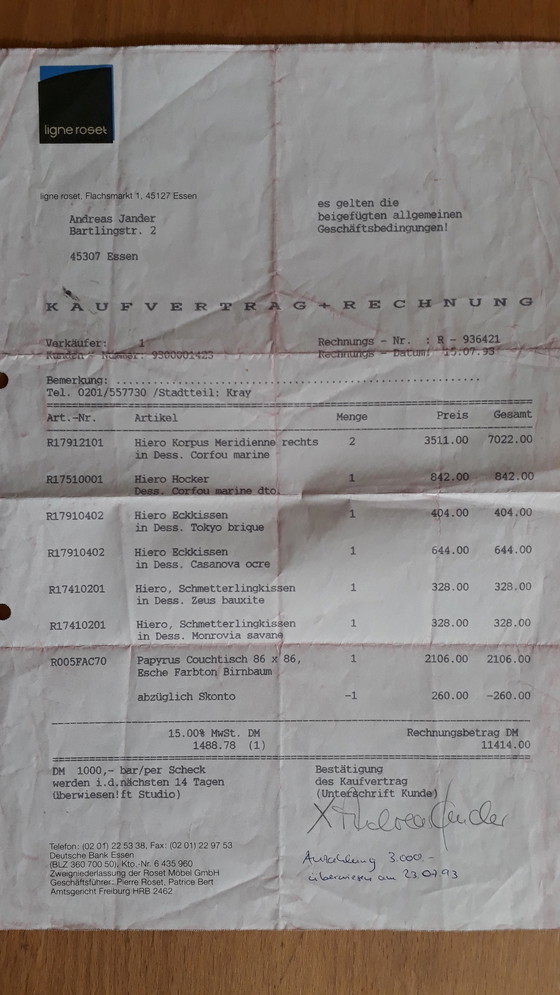 ligne roset
ligne roset, Flachsmarkt 1, 45127 Essen
Andreas Jander
Bartlingstr. 2
45307 Essen
es gelten die
beigefügten allgemeinen
Geschäftsbedingungen!
KAUFVERTRAG+RECHNUNG
Verkäufer: 1
Kunden - Nummer: 9300001423
Rechnungs - Nr. : R - 936421
Rechnungs - Datum: 15.07.93
Bemerkung: ..................................................
Tel. 0201/557730 /Stadtteil: Kray
Art.-Nr. Artikel Menge Preis Gesamt
R17912101 Hiero Korpus Meridienne rechts 2 3511.00 7022.00
in Dess. Corfou marine
R17510001 Hiero Hocker 1 842.00 842.00
Dess. Corfou marine dto.
R17910402 Hiero Eckkissen 1 404.00 404.00
in Dess. Tokyo brique
R17910402 Hiero Eckkissen 1 644.00 644.00
in Dess. Casanova ocre
R17410201 Hiero, Schmetterlingkissen 1 328.00 328.00
in Dess. Zeus bauxite
R17410201 Hiero, Schmetterlingkissen 1 328.00 328.00
in Dess. Monrovia savane
R005FAC70 Papyrus Couchtisch 86 x 86, 1 2106.00 2106.00
Esche Farbton Birnbaum
abzüglich Skonto -1 260.00 -260.00
15.00% MwSt. DM Rechnungsbetrag DM
1488.78 (1) 11414.00
DM 1000,- bar/per Scheck
werden i.d.nächsten 14 Tagen
überwiesen!ft Studio)
Bestätigung
des Kaufvertrag
(Unterschrift Kunde)
X Andreas Jander
Anzahlung 3.000.-
überwiesen am 23.07.93
Telefon: (02 01) 22 53 38, Fax: (02 01) 22 97 53
Deutsche Bank Essen
(BLZ 360 700 50), Kto.-Nr. 6 435 960
Zweigniederlassung der Roset Möbel GmbH
Geschäftsführer: Pierre Roset, Patrice Bert
Amtsgericht Freiburg HRB 2462